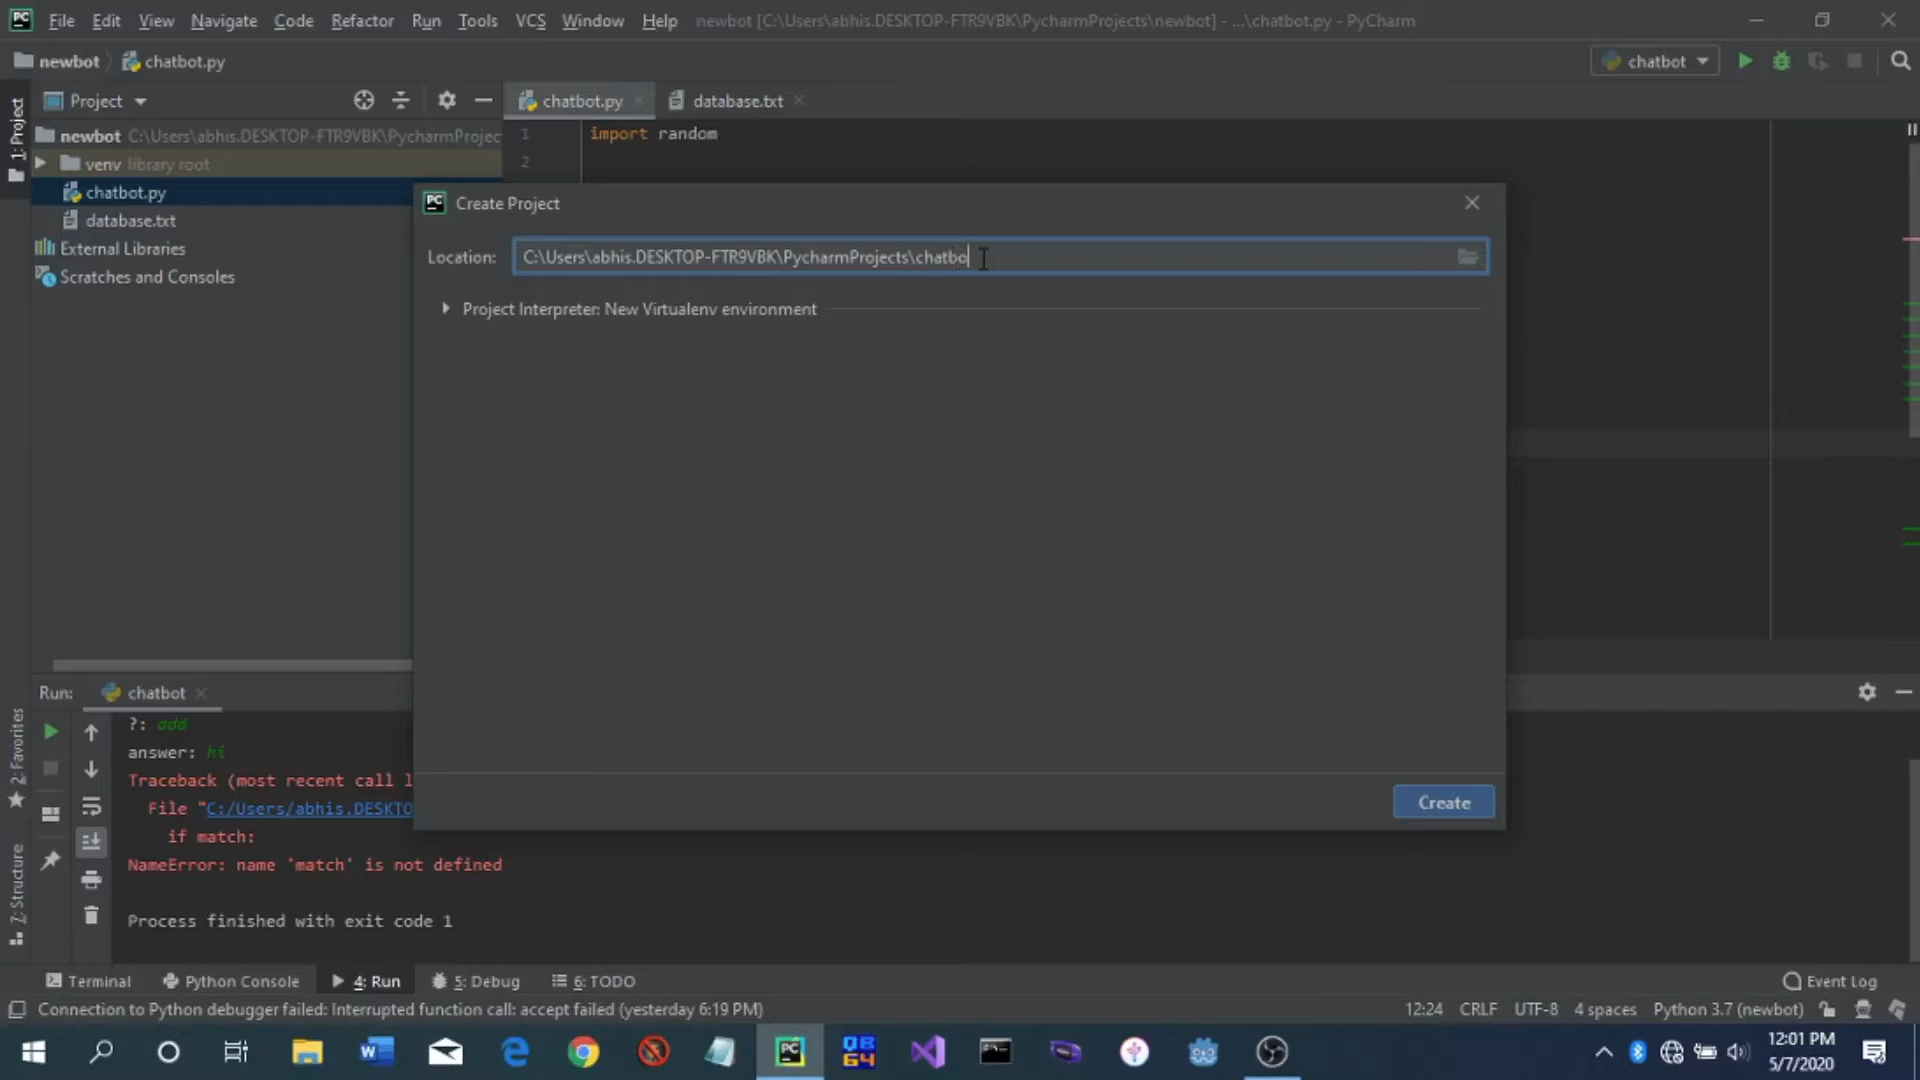 PC File Edit View Navigate Code Refactor Run Tools VCS Window Help newbot [C:\Users\abhis.DESKTOP-FTR9VBK\PycharmProjects\newbot] - ...\chatbot.py - PyCharm
newbot chatbot.py chatbot
1: Project
Project chatbot.py database.txt
newbot C:\Users\abhis.DESKTOP-FTR9VBK\PycharmProjec
1 import random
venv library root
2
chatbot.py
PC Create Project
database.txt
External Libraries
Location: C:\Users\abhis.DESKTOP-FTR9VBK\PycharmProjects\chatbo
Scratches and Consoles
Project Interpreter: New Virtualenv environment
Run: chatbot
2: Favorites
?: add
answer: hi
Traceback (most recent call l
Create
File "C:/Users/abhis.DESKTO
if match:
NameError: name 'match' is not defined
7: Structure
Process finished with exit code 1
Terminal Python Console 4: Run 5: Debug 6: TODO Event Log
Connection to Python debugger failed: Interrupted function call: accept failed (yesterday 6:19 PM) 12:24 CRLF UTF-8 4 spaces Python 3.7 (newbot)
PC QB64 12:01 PM
5/7/2020